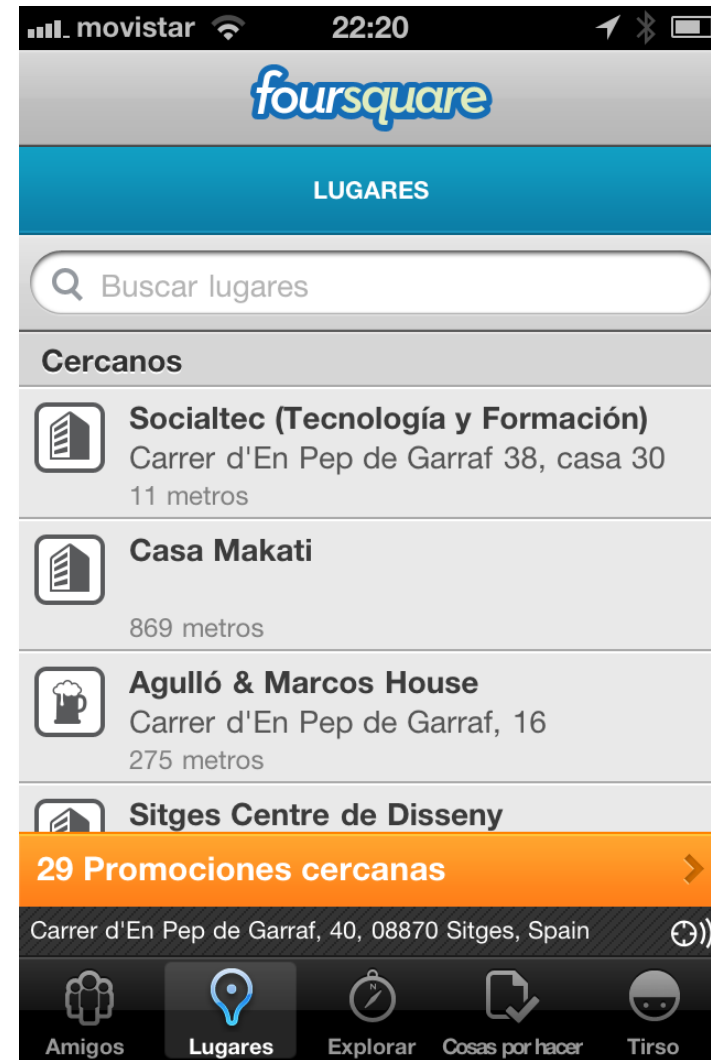 movistar 22:20
foursquare
LUGARES
Buscar lugares
Cercanos
Socialtec (Tecnología y Formación)
Carrer d'En Pep de Garraf 38, casa 30
11 metros
Casa Makati
869 metros
Agulló & Marcos House
Carrer d'En Pep de Garraf, 16
275 metros
Sitges Centre de Disseny
29 Promociones cercanas
Carrer d'En Pep de Garraf, 40, 08870 Sitges, Spain
N
Amigos Lugares Explorar Cosas por hacer Tirso